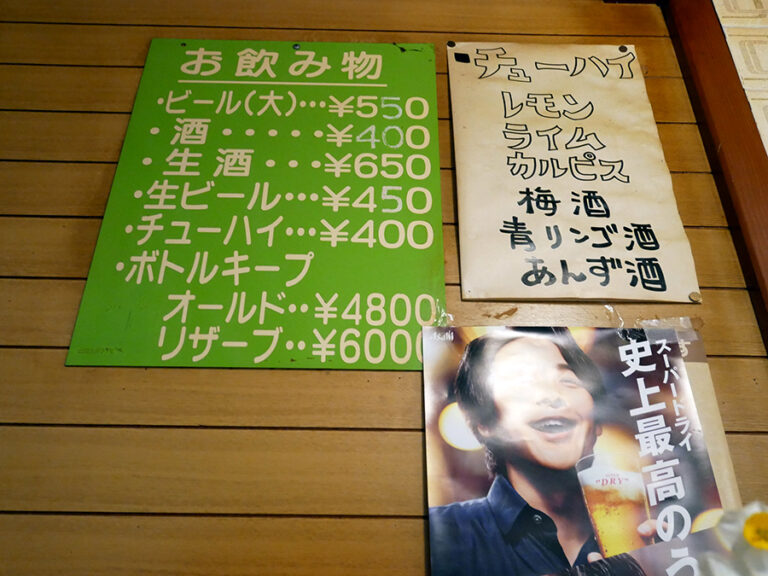 お飲み物
・ビール(大)…¥550
・酒・・・・・¥400
・生酒・・・¥650
・生ビール…¥450
・チューハイ…¥400
・ボトルキープ
オールド‥¥4800
リザーブ‥¥6000
チューハイ
レモン
ライム
カルピス
梅酒
青リンゴ酒
あんず酒
Asahi
スーパードライ
史上最高のう
"DRY"